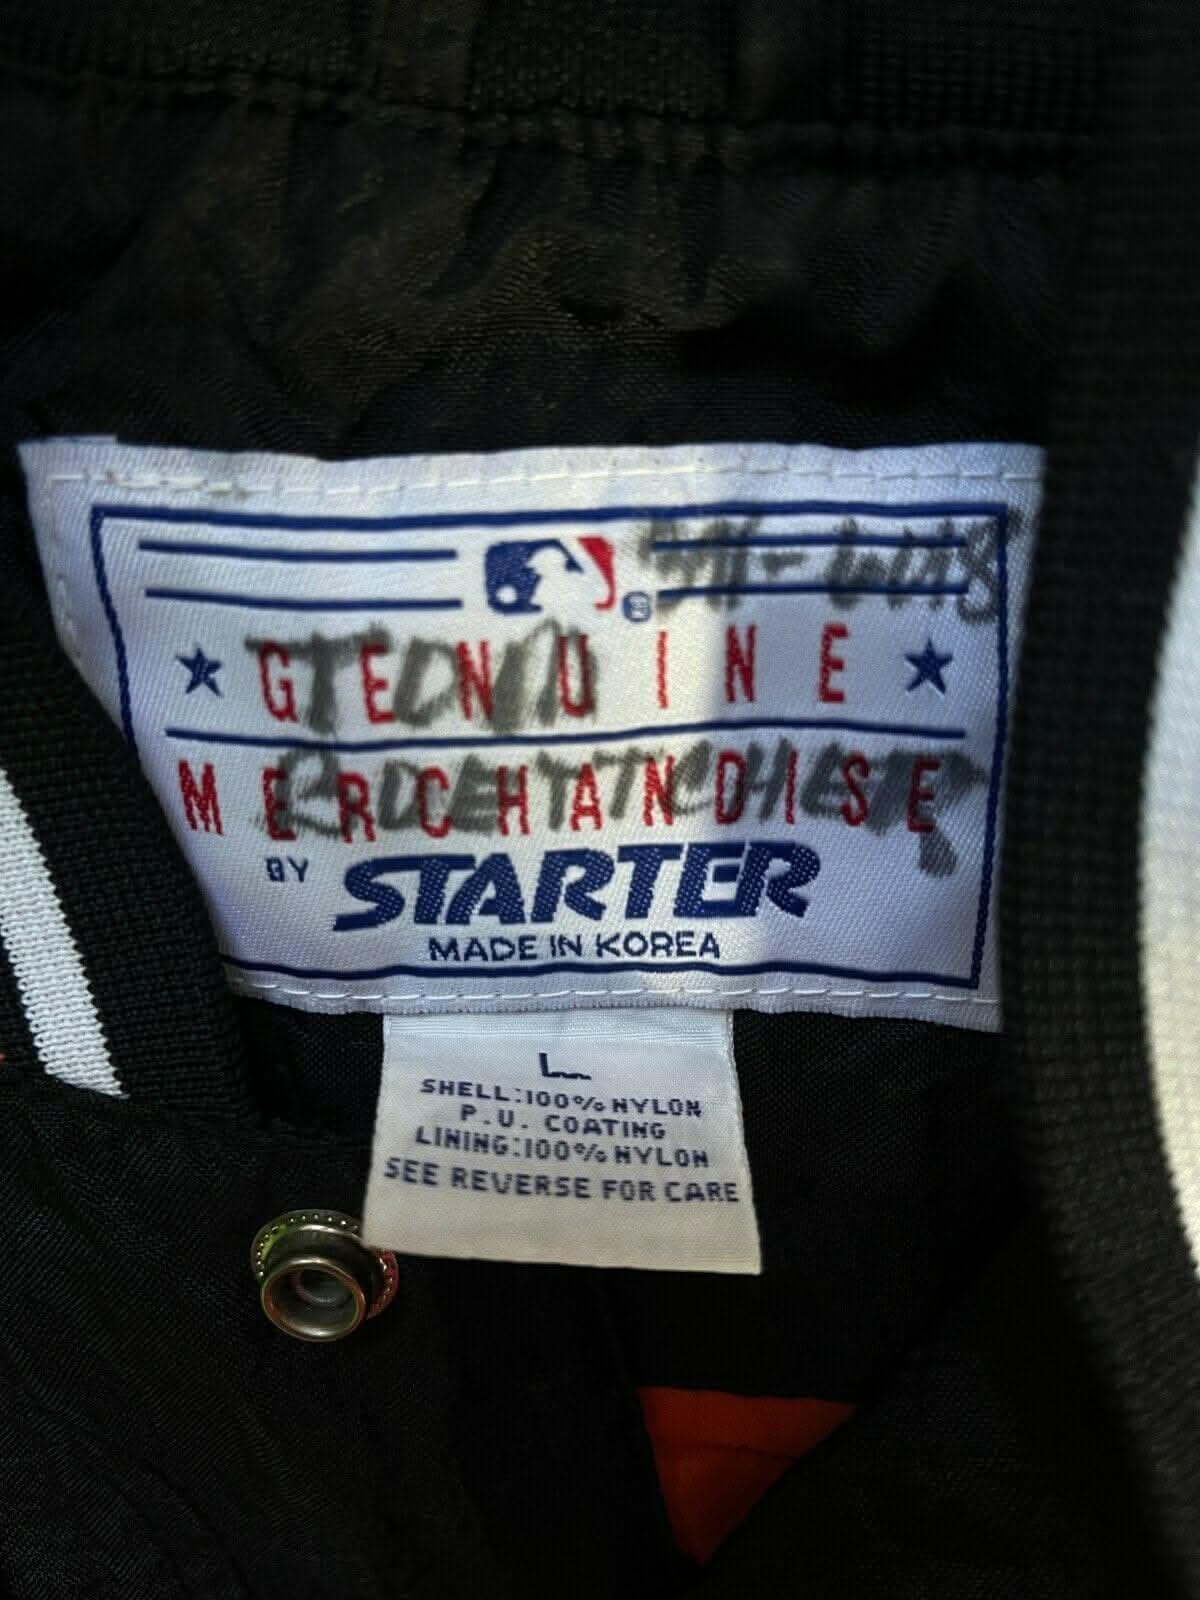 ®
GENUINE
MERCHANDISE
BY STARTER
MADE IN KOREA
L
SHELL:100% NYLON
P.U. COATING
LINING:100% NYLON
SEE REVERSE FOR CARE